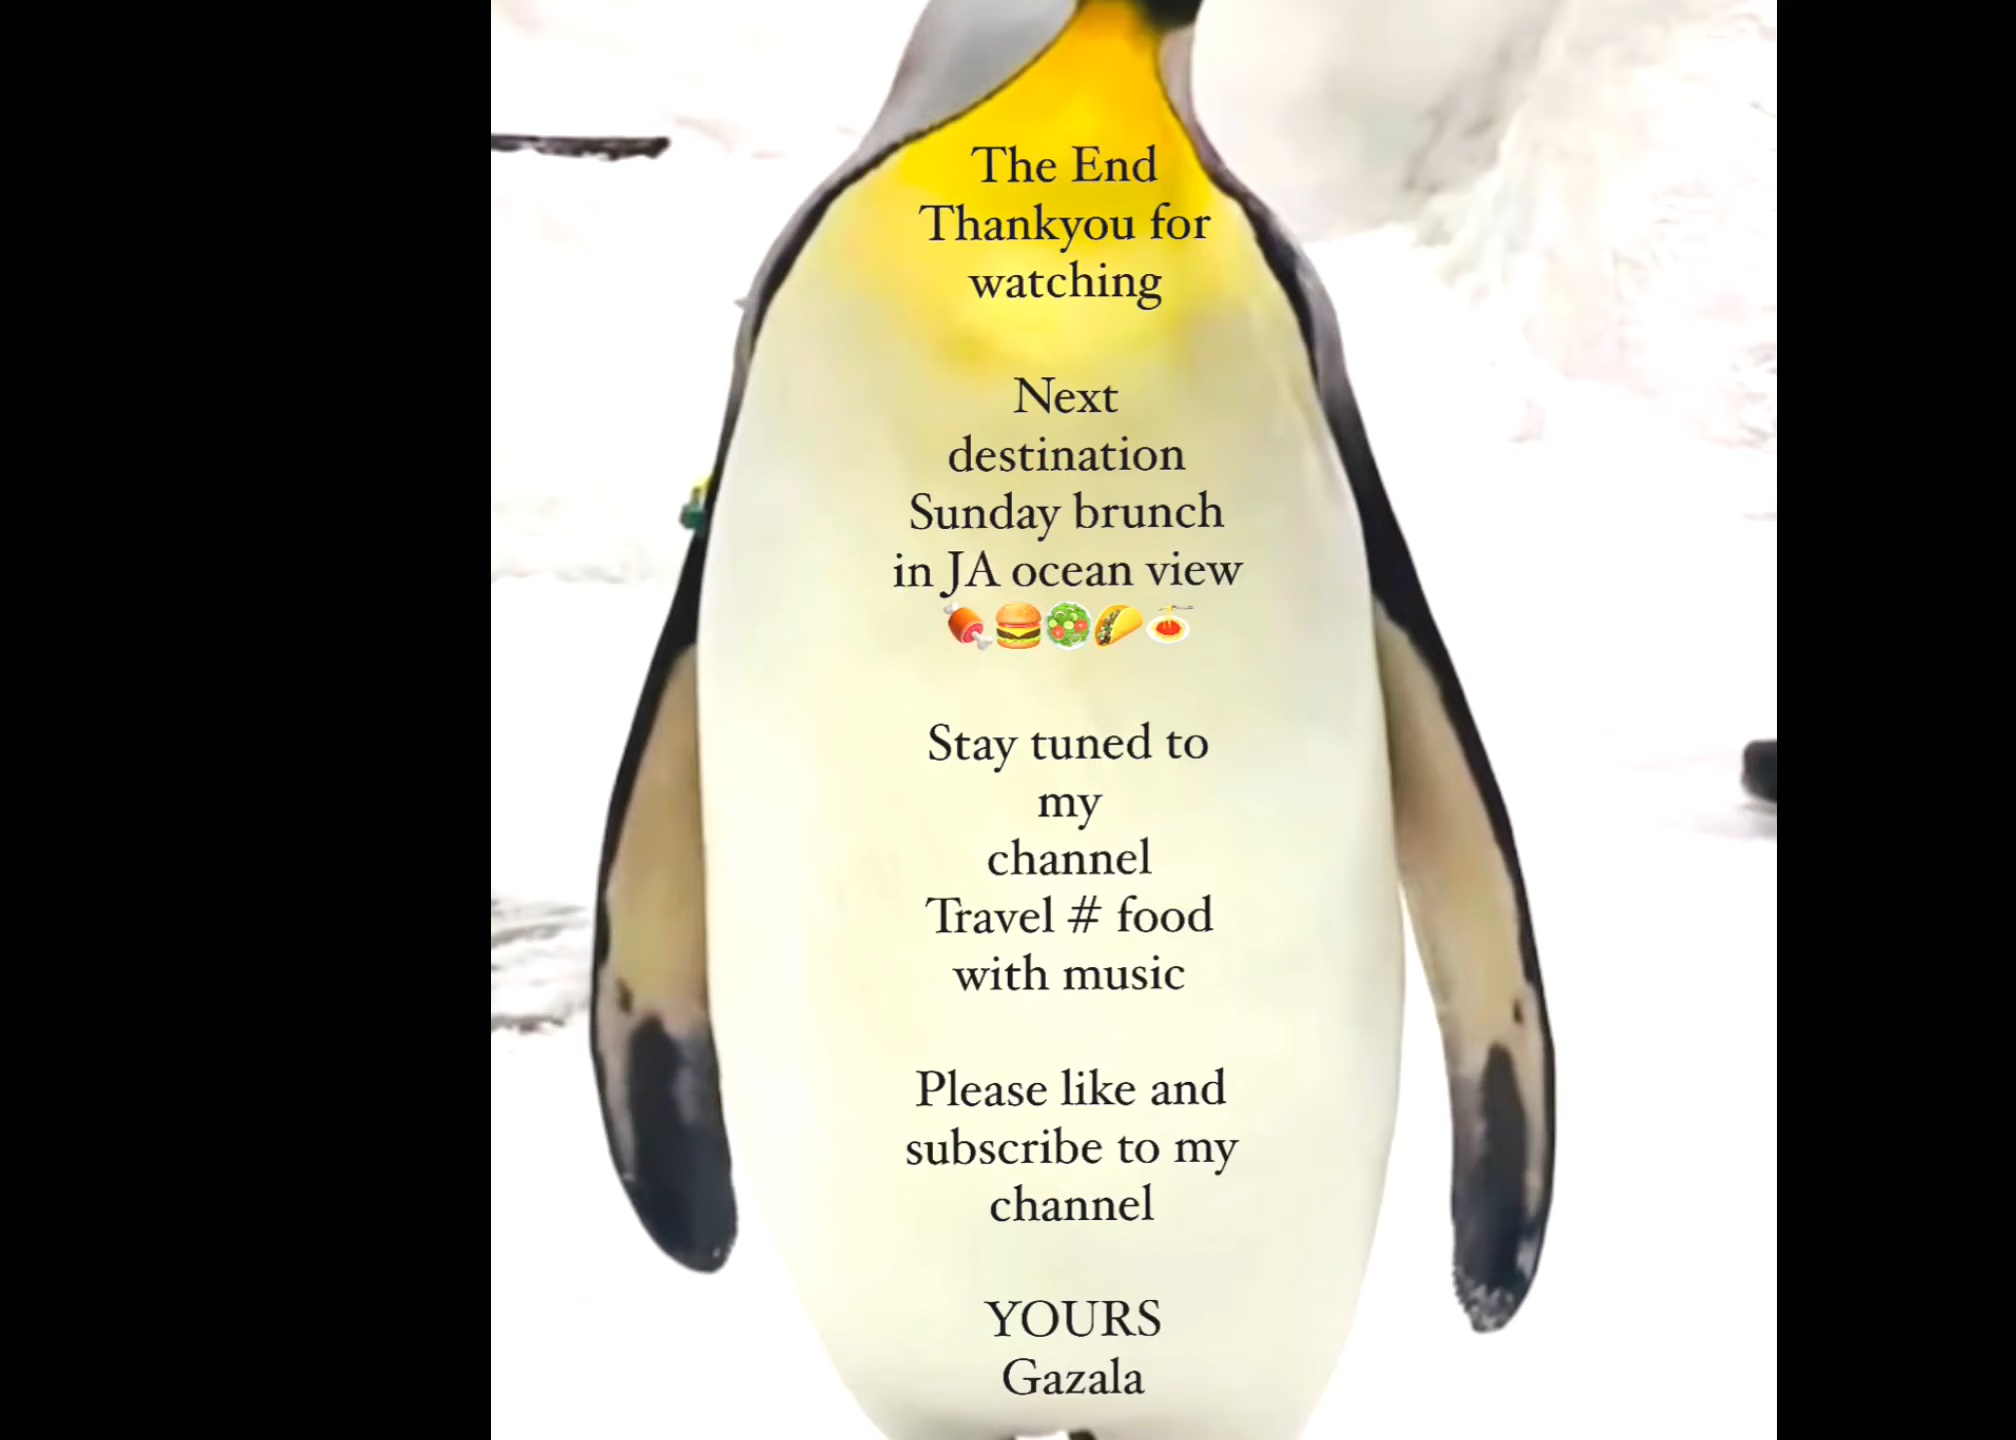 The End
Thankyou for
watching
Next
destination
Sunday brunch
in JA ocean view
🍖🍔🥗🌮🍝
Stay tuned to
my
channel
Travel # food
with music
Please like and
subscribe to my
channel
YOURS
Gazala